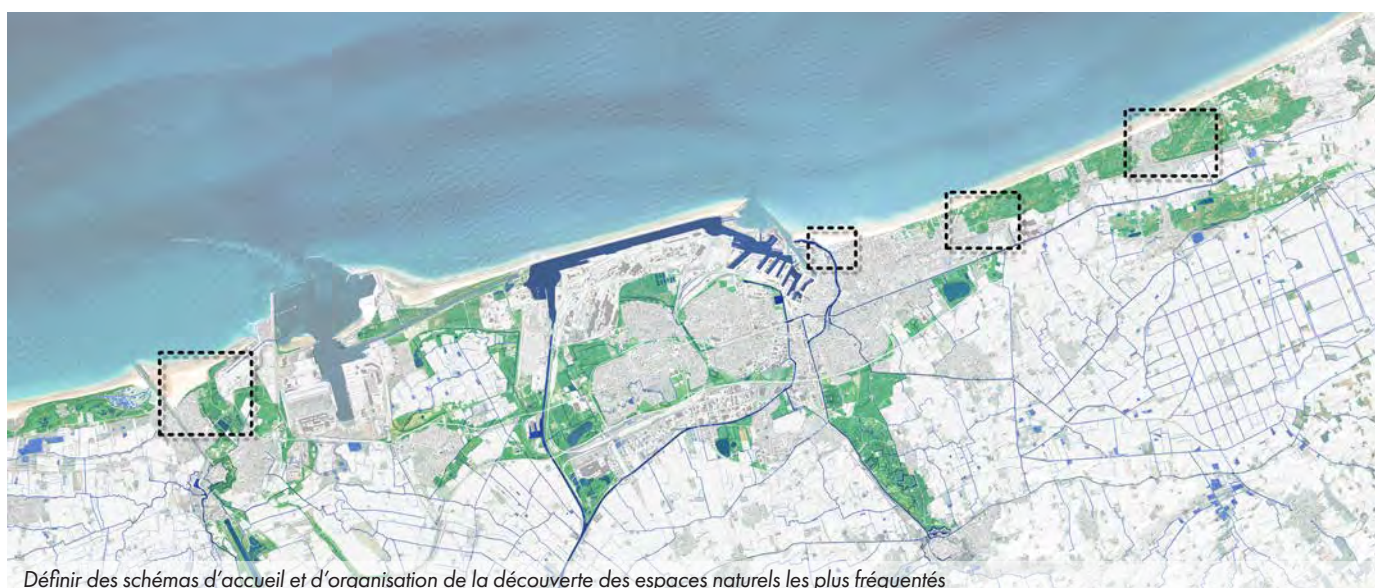 Définir des schémas d'accueil et d'organisation de la découverte des espaces naturels les plus fréquentés